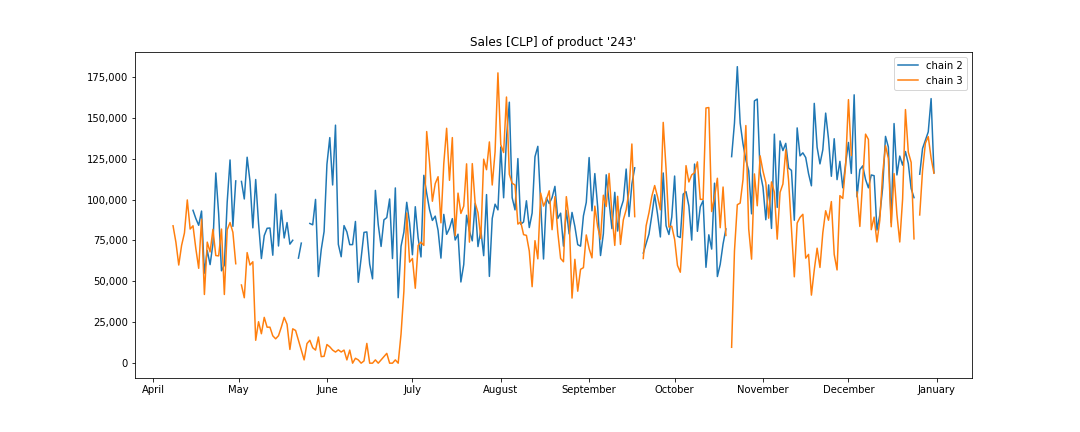 Sales [CLP] of product '243'
chain 2
chain 3
175,000
150,000
125,000
100,000
75,000
50,000
25,000
0
April May June July August September October November December January